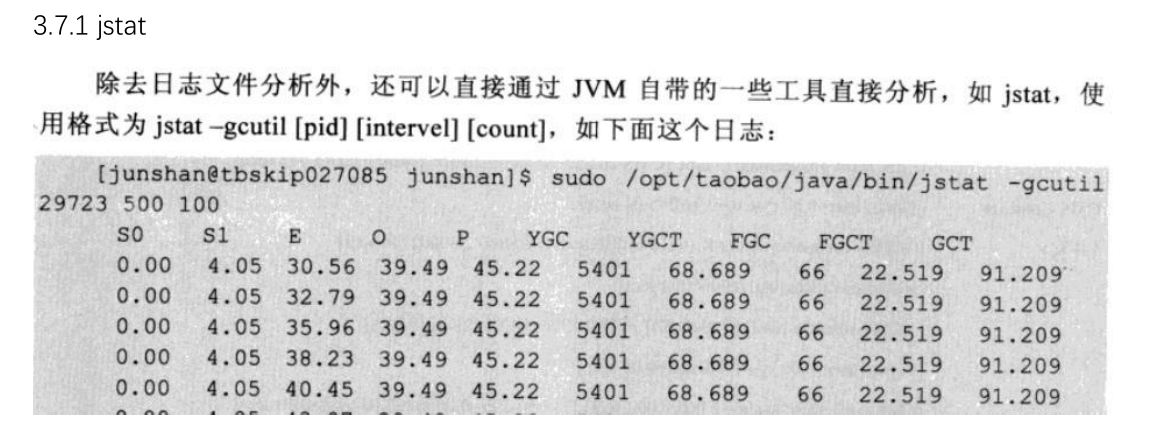 3.7.1 jstat
除去日志文件分析外，还可以直接通过 JVM 自带的一些工具直接分析，如 jstat，使
用格式为 jstat –gcutil [pid] [intervel] [count]，如下面这个日志：
[junshan@tbskip027085 junshan]$ sudo /opt/taobao/java/bin/jstat -gcutil
29723 500 100
S0 S1 E O P YGC YGCT FGC FGCT GCT
0.00 4.05 30.56 39.49 45.22 5401 68.689 66 22.519 91.209
0.00 4.05 32.79 39.49 45.22 5401 68.689 66 22.519 91.209
0.00 4.05 35.96 39.49 45.22 5401 68.689 66 22.519 91.209
0.00 4.05 38.23 39.49 45.22 5401 68.689 66 22.519 91.209
0.00 4.05 40.45 39.49 45.22 5401 68.689 66 22.519 91.209